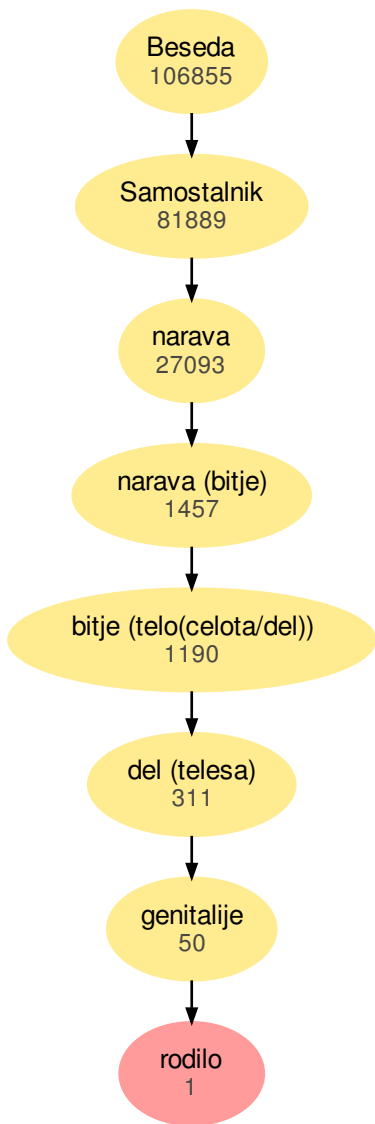 Beseda
106855
Samostalnik
81889
narava
27093
narava (bitje)
1457
bitje (telo(celota/del))
1190
del (telesa)
311
genitalije
50
rodilo
1